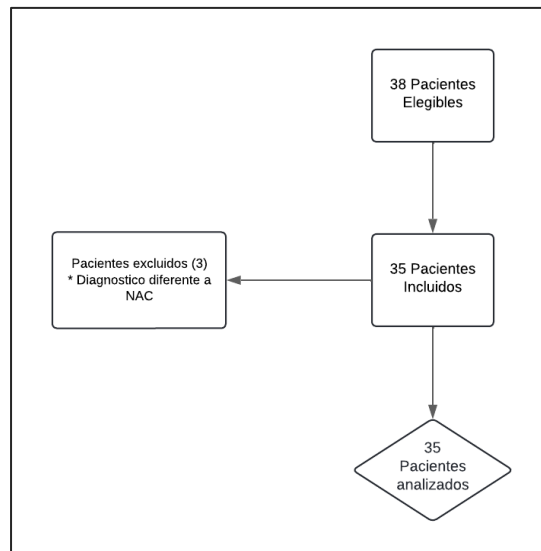 38 Pacientes
Elegibles
Pacientes excluidos (3)
* Diagnostico diferente a
NAC
35 Pacientes
Incluidos
35
Pacientes
analizados